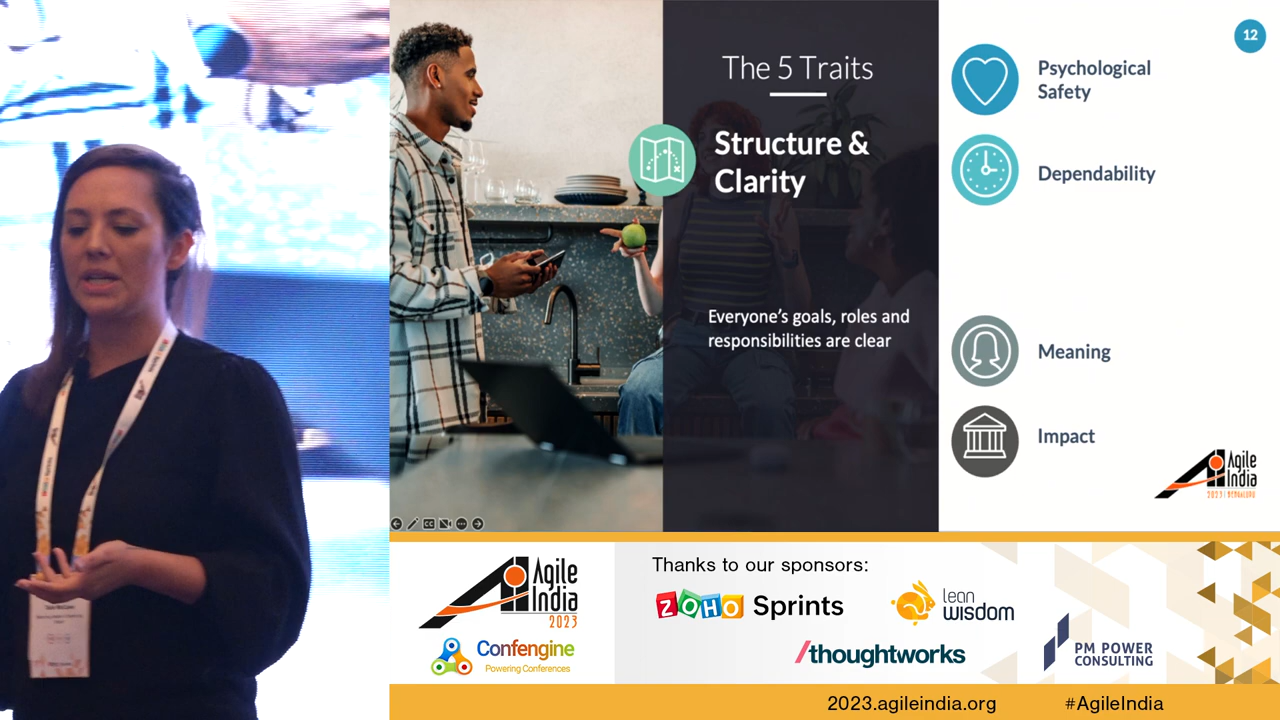 12
The 5 Traits
Structure &
Clarity
Everyone's goals, roles and
responsibilities are clear
Psychological
Safety
Dependability
Meaning
Impact
Agile
India
2023 | BENGALURU
CC
Agile
India
2023
Confengine
Powering Conferences
Thanks to our sponsors:
ZOHO Sprints
lean
wisdom
/thoughtworks
PM POWER
CONSULTING
2023.agileindia.org
#AgileIndia